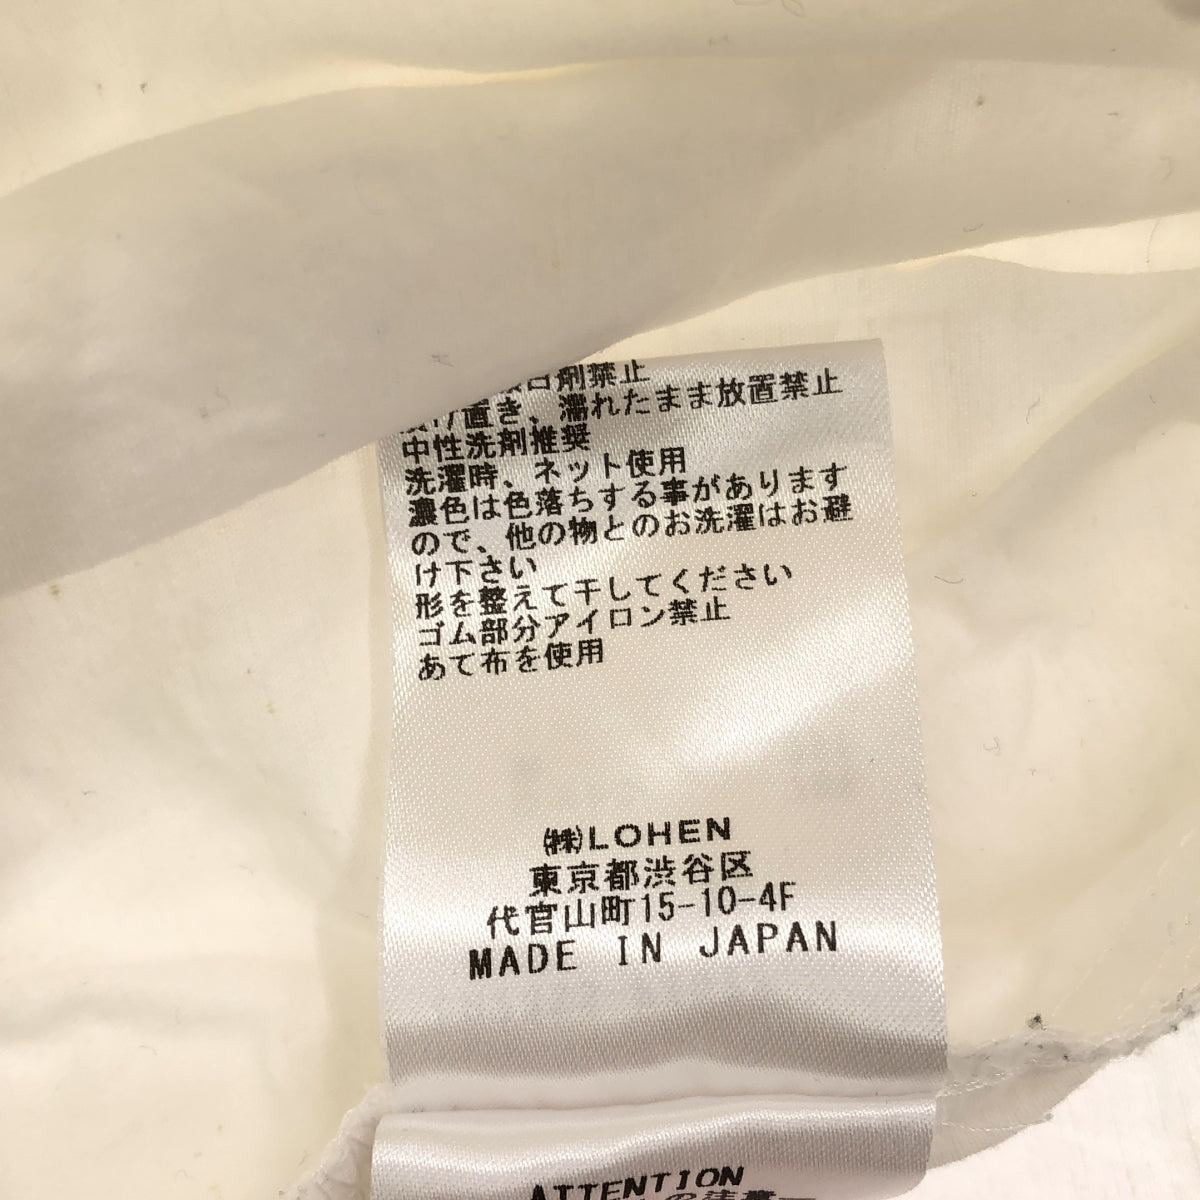 白剤禁止
け置き、濡れたまま放置禁止
中性洗剤推奨
洗濯時、ネット使用
濃色は色落ちする事があります
ので、他の物とのお洗濯はお避
け下さい
形を整えて干してください
ゴム部分アイロン禁止
あて布を使用
㈱LOHEN
東京都渋谷区
代官山町15-10-4F
MADE IN JAPAN
ATTENTION